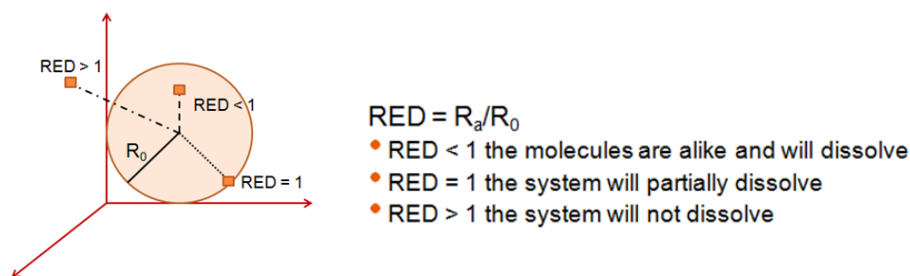 RED > 1
RED < 1
R₀
RED = 1
RED = Rₐ/R₀
• RED < 1 the molecules are alike and will dissolve
• RED = 1 the system will partially dissolve
• RED > 1 the system will not dissolve